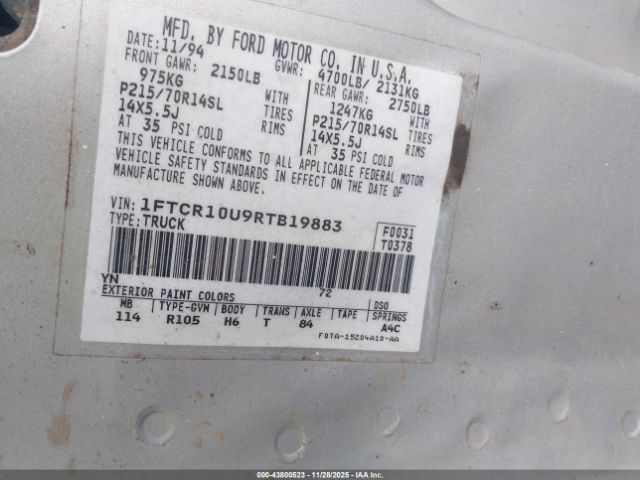 MFD. BY FORD MOTOR CO. IN U.S.A.
DATE: 11/94 GVWR: 4700LB/ 2131KG
FRONT GAWR: 2150LB REAR GAWR: 2750LB
975KG WITH 1247KG WITH
P215/70R14SL TIRES P215/70R14SL TIRES
14X5.5J RIMS 14X5.5J RIMS
AT 35 PSI COLD AT 35 PSI COLD
THIS VEHICLE CONFORMS TO ALL APPLICABLE FEDERAL MOTOR
VEHICLE SAFETY STANDARDS IN EFFECT ON THE DATE OF
MANUFACTURE SHOWN ABOVE.
VIN: 1FTCR10U9RTB19883
TYPE: TRUCK
F0031
T0378
YN 72
EXTERIOR PAINT COLORS DSO
WB TYPE-GVW BODY TRANS AXLE TAPE SPRINGS
114 R105 H6 T 84 A4C
F0TA-15204A10-AA
000-43800523 | 11/28/2025 - IAAI.com